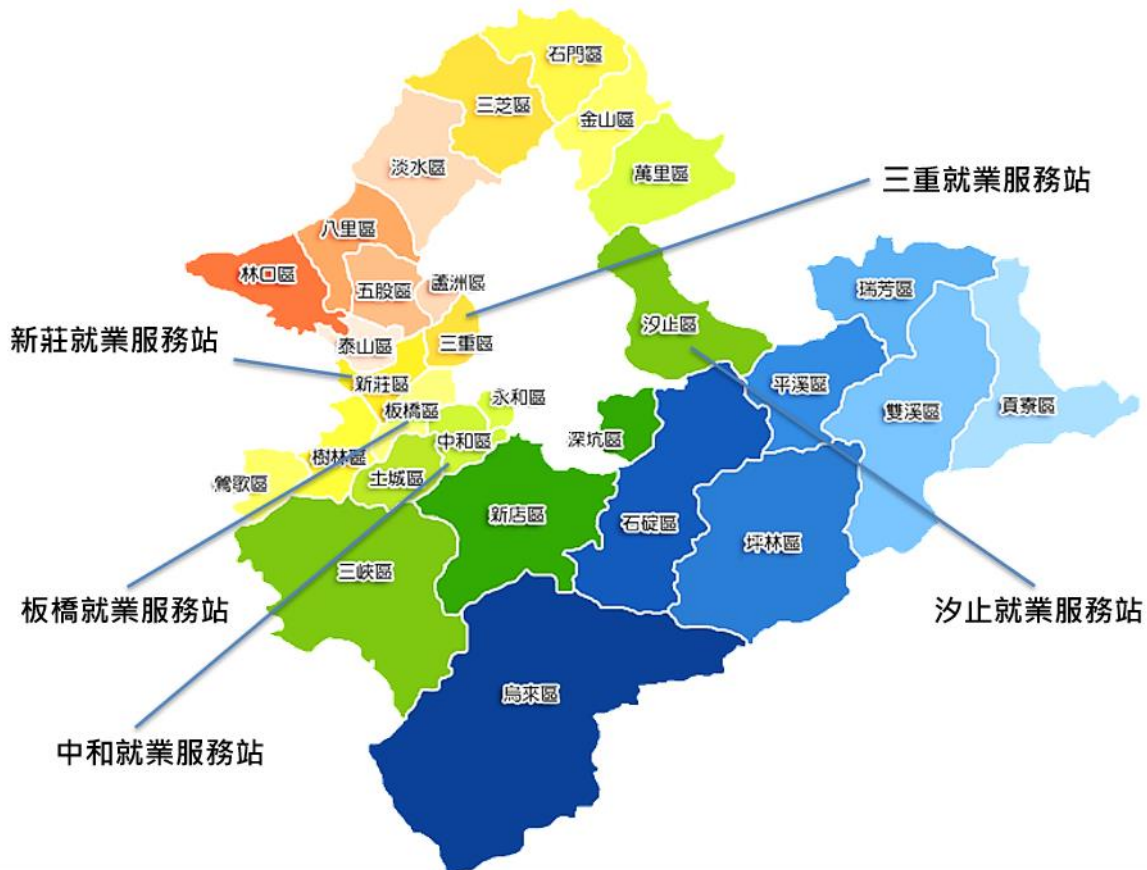 石門區
三芝區
金山區
淡水區
萬里區
三重就業服務站
八里區
林口區
五股區
蘆洲區
瑞芳區
汐止區
新莊就業服務站
泰山區
三重區
新莊區
平溪區
永和區
板橋區
雙溪區
貢寮區
中和區
深坑區
樹林區
土城區
鶯歌區
新店區
石碇區
坪林區
三峽區
板橋就業服務站
汐止就業服務站
烏來區
中和就業服務站